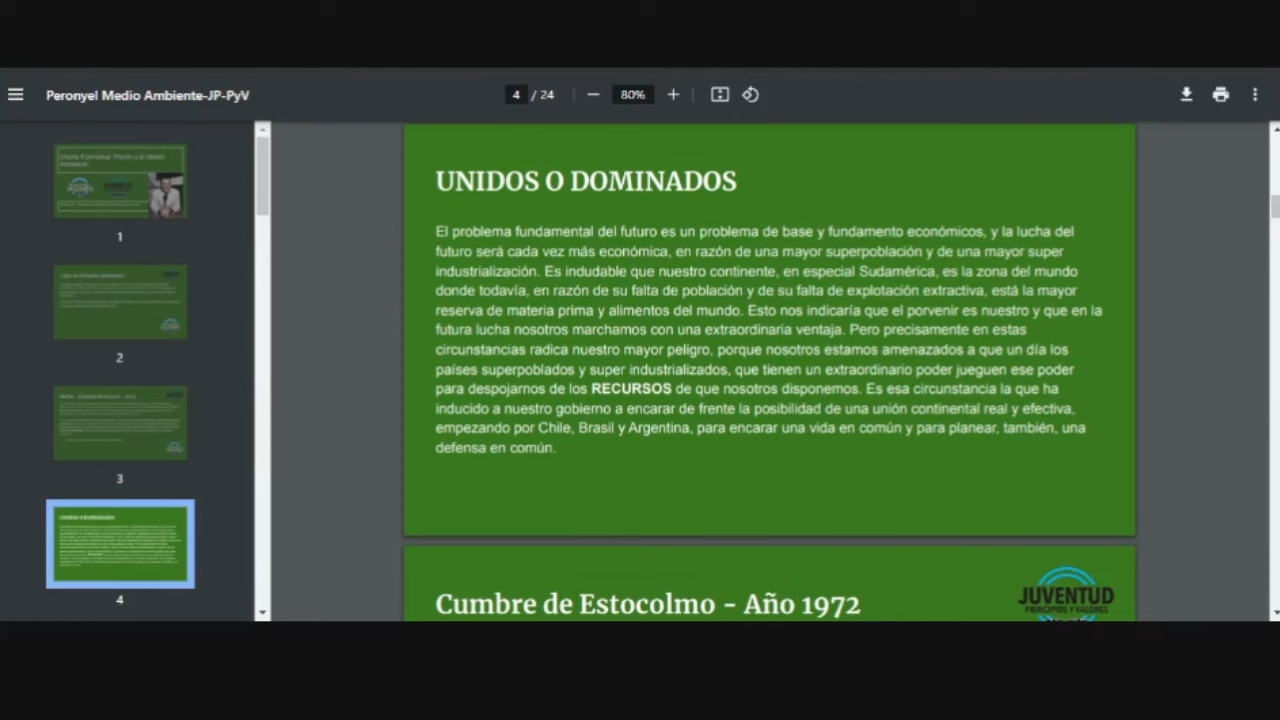 Peronyel Medio Ambiente-JP-PyV
4 / 24
80%
1
2
3
UNIDOS O DOMINADOS
4
UNIDOS O DOMINADOS
El problema fundamental del futuro es un problema de base y fundamento económicos, y la lucha del
futuro será cada vez más económica, en razón de una mayor superpoblación y de una mayor super
industrialización. Es indudable que nuestro continente, en especial Sudamérica, es la zona del mundo
donde todavía, en razón de su falta de población y de su falta de explotación extractiva, está la mayor
reserva de materia prima y alimentos del mundo. Esto nos indicaría que el porvenir es nuestro y que en la
futura lucha nosotros marchamos con una extraordinaria ventaja. Pero precisamente en estas
circunstancias radica nuestro mayor peligro, porque nosotros estamos amenazados a que un día los
países superpoblados y super industrializados, que tienen un extraordinario poder jueguen ese poder
para despojarnos de los RECURSOS de que nosotros disponemos. Es esa circunstancia la que ha
inducido a nuestro gobierno a encarar de frente la posibilidad de una unión continental real y efectiva,
empezando por Chile, Brasil y Argentina, para encarar una vida en común y para planear, también, una
defensa en común.
Cumbre de Estocolmo - Año 1972
JUVENTUD
PRINCIPIOS Y VALORES